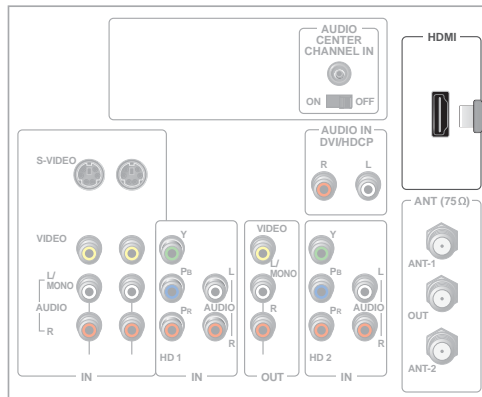 AUDIO
CENTER
CHANNEL IN
ON OFF
HDMI
AUDIO IN
DVI/HDCP
R L
S-VIDEO
VIDEO
L/
MONO
AUDIO
R
IN
Y
PB
PR
L
AUDIO
R
HD 1
IN
VIDEO
L/
MONO
R
OUT
Y
PB
PR
L
AUDIO
R
HD 2
IN
ANT (75Ω)
ANT-1
OUT
ANT-2